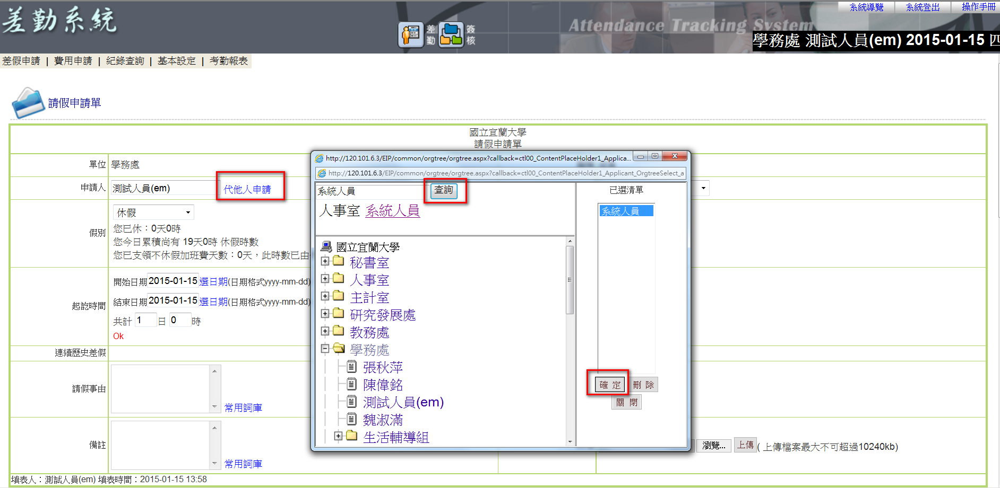 差勤系統
差勤
簽核
Attendance Tracking System
系統導覽
系統登出
操作手冊
學務處 測試人員(em) 2015-01-15 四
差假申請 | 費用申請 | 紀錄查詢 | 基本設定 | 考勤報表
請假申請單
國立宜蘭大學
請假申請單
單位 學務處
申請人 測試人員(em) 代他人申請
假別 休假
您已休：0天0時
您今日累積尚有 19天0時 休假時數
您已支領不休假加班費天數：0天，此時數已由
起訖時間
開始日期 2015-01-15 選日期(日期格式yyyy-mm-dd)
結束日期 2015-01-15 選日期(日期格式yyyy-mm-dd)
共計 1 日 0 時
Ok
連續歷史差假
請假事由 常用詞庫
備註 常用詞庫
瀏覽... 上傳 ( 上傳檔案最大不可超過10240kb)
填表人：測試人員(em) 填表時間：2015-01-15 13:58
http://120.101.6.3/EIP/common/orgtree/orgtree.aspx?callback=ctl00_ContentPlaceHolder1_Applica...
http://120.101.6.3/EIP/common/orgtree/orgtree.aspx?callback=ctl00_ContentPlaceHolder1_Applicant_OrgtreeSelect_a
系統人員 查詢
人事室 系統人員
國立宜蘭大學
秘書室
人事室
主計室
研究發展處
教務處
學務處
張秋萍
陳偉銘
測試人員(em)
魏淑滿
生活輔導組
已選清單
系統人員
確 定 刪 除
關 閉